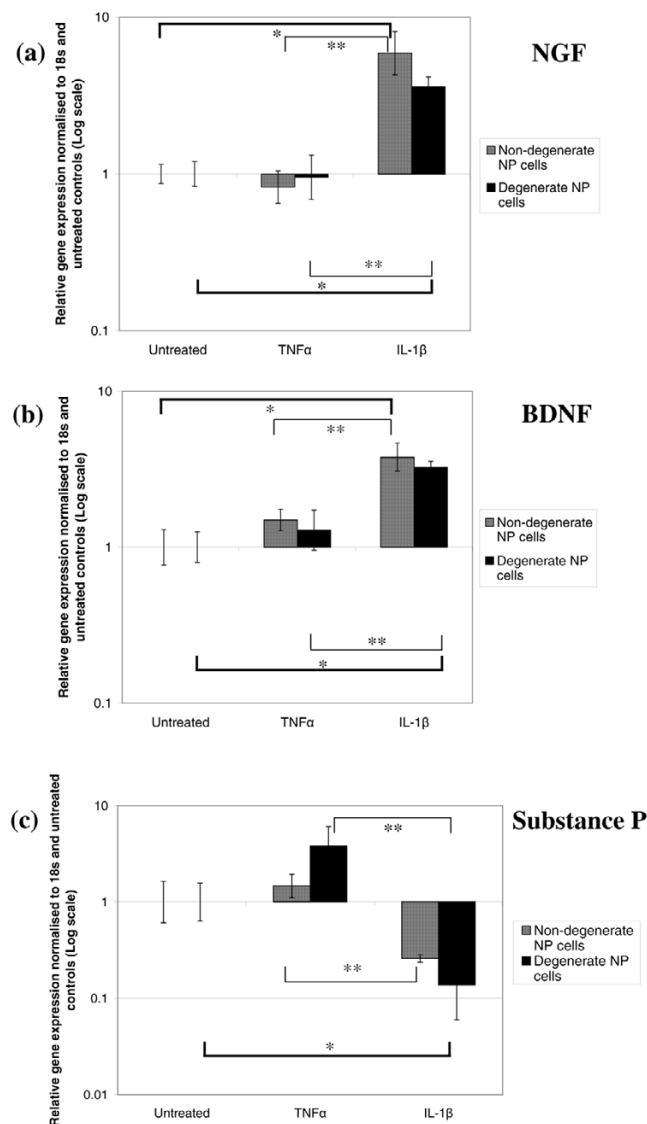 (a)
NGF
Relative gene expression normalised to 18s and
untreated controls (Log scale)
10
1
0.1
*
**
**
*
Untreated
TNFα
IL-1β
Non-degenerate
NP cells
Degenerate NP
cells
(b)
BDNF
Relative gene expression normalised to 18s and
untreated controls (Log scale)
10
1
0.1
*
**
**
*
Untreated
TNFα
IL-1β
Non-degenerate
NP cells
Degenerate NP
cells
(c)
Substance P
Relative gene expression normalised to 18s and untreated
controls (Log scale)
10
1
0.1
0.01
**
**
*
Untreated
TNFα
IL-1β
Non-degenerate
NP cells
Degenerate NP
cells